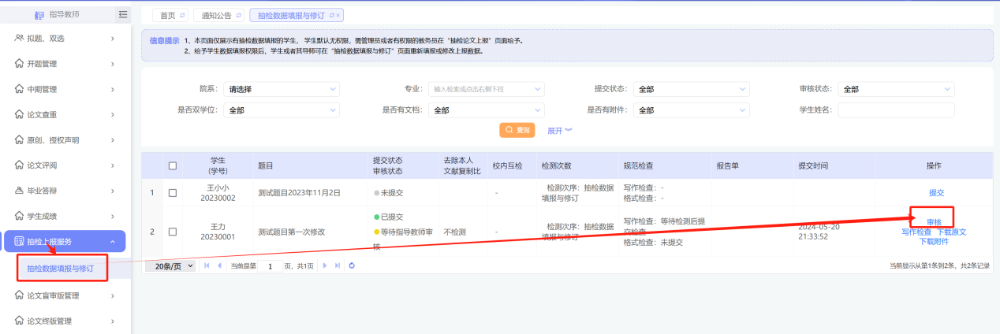 指导教师
首页
通知公告
抽检数据填报与修订
拟题、双选
开题管理
中期管理
论文查重
原创、授权声明
论文评阅
毕业答辩
学生成绩
抽检上报服务
抽检数据填报与修订
论文盲审版管理
论文终版管理
信息提示 1、本页面仅展示有抽检数据填报的学生, 学生默认无权限，需管理员或者有权限的教务员在“抽检论文上报”页面给予。
2、给予学生数据填报权限后，学生或者其导师可在“抽检数据填报与修订”页面重新填报或修改上报数据。
院系: 请选择
专业: 输入检索或点击右侧下拉
提交状态: 全部
审核状态: 全部
是否双学位: 全部
是否有文档: 全部
是否有附件: 全部
学生姓名:
查询
展开
学生
(学号)
题目
提交状态
审核状态
去除本人
文献复制比
校内互检
检测次数
规范检查
报告单
提交时间
操作
1
王小小
20230002
测试题目2023年11月2日
未提交
-
检测次序: 抽检数据
填报与修订
写作检查: -
格式检查: -
提交
2
王力
20230001
测试题目第一次修改
已提交
等待指导教师审
核
不检测
-
检测次序: 抽检数据
填报与修订
写作检查: 等待检测后提
交检查
格式检查: 未提交
2024-05-20
21:33:52
审核
写作检查 下载原文
下载附件
20条/页
当前是第 1 页, 共1页
当前显示从第1条到2条, 共2条记录